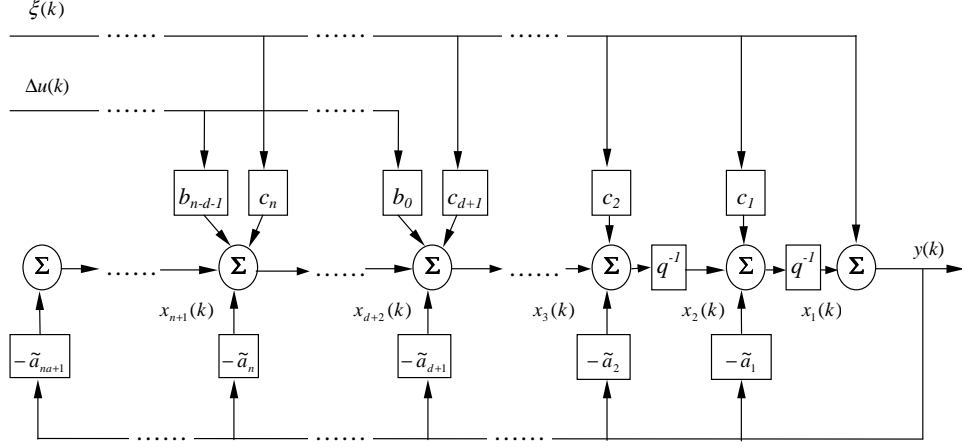 ξ(k)
...... ...... ......
Δu(k)
...... ......
b_{n-d-1} c_n b_0 c_{d+1} c_2 c_1
y(k)
Σ ...... Σ ...... Σ ...... Σ q^{-1} Σ q^{-1} Σ
x_{n+1}(k) x_{d+2}(k) x_3(k) x_2(k) x_1(k)
−ã_{na+1} −ã_n −ã_{d+1} −ã_2 −ã_1
...... ...... ......